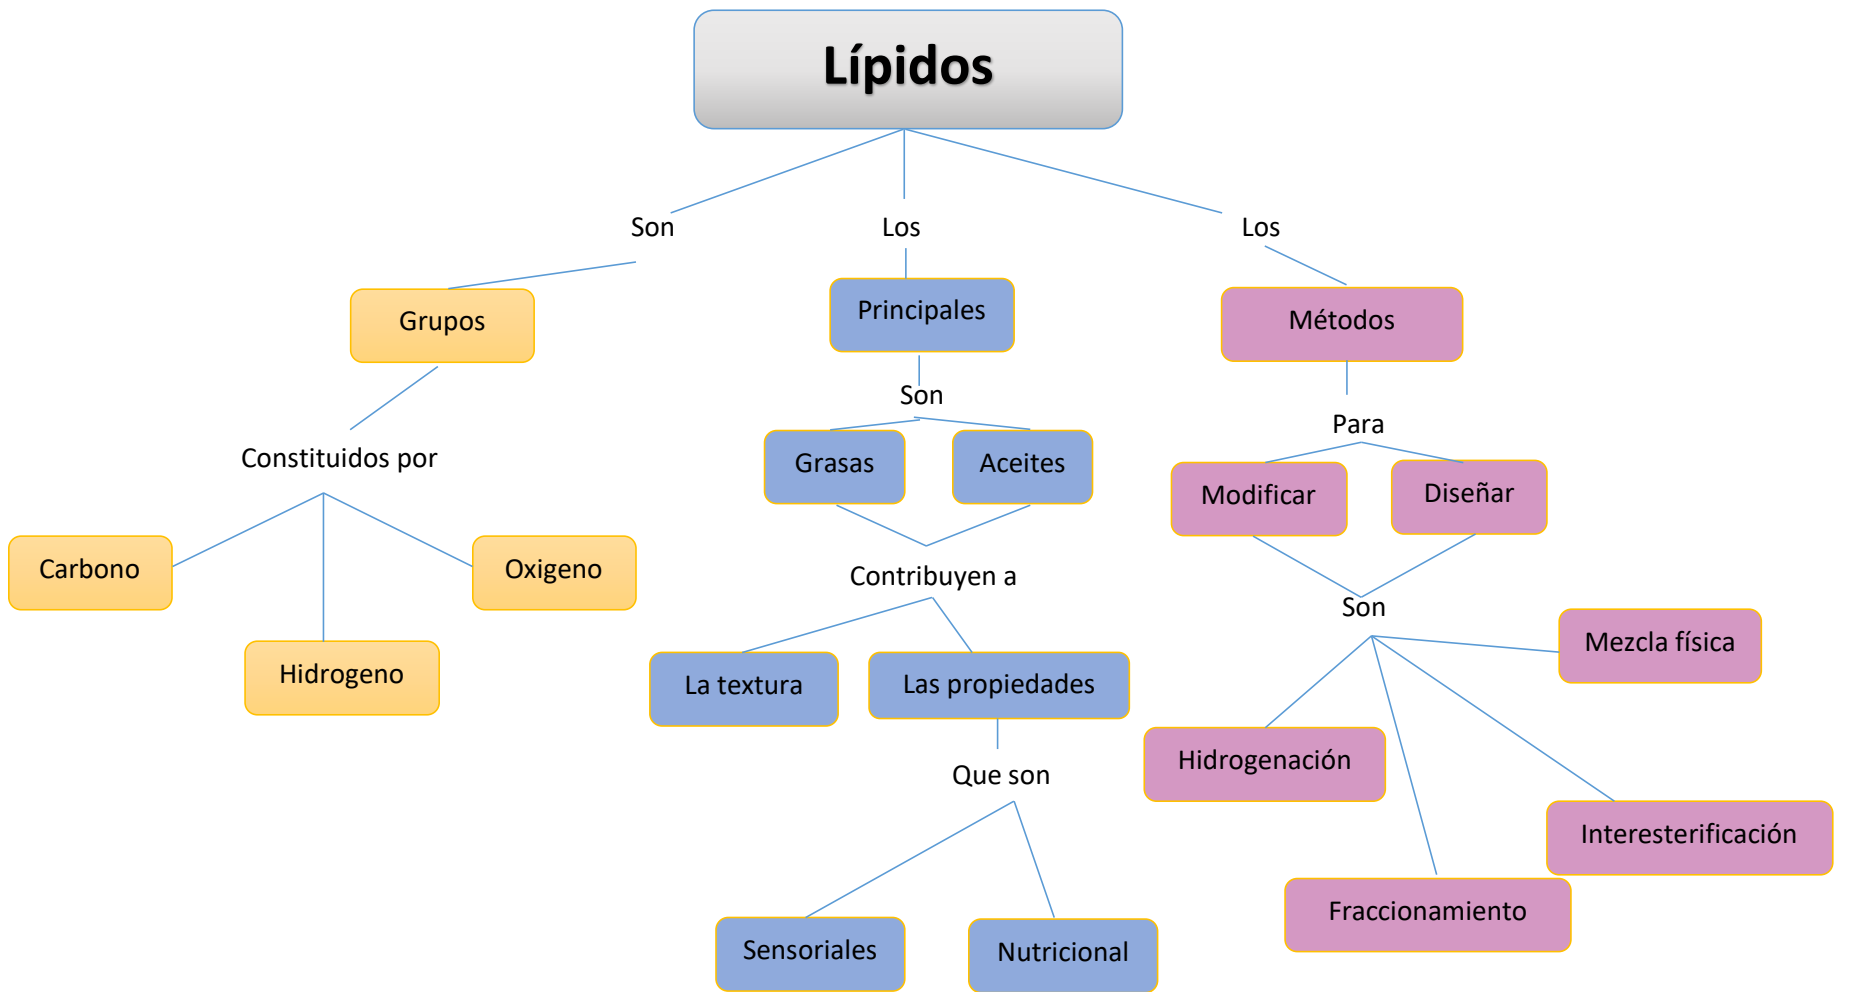 Lípidos
Son
Los
Los
Grupos
Principales
Métodos
Constituidos por
Son
Para
Carbono
Hidrogeno
Oxigeno
Grasas
Aceites
Modificar
Diseñar
Contribuyen a
Son
La textura
Las propiedades
Mezcla física
Hidrogenación
Interesterificación
Fraccionamiento
Que son
Sensoriales
Nutricional